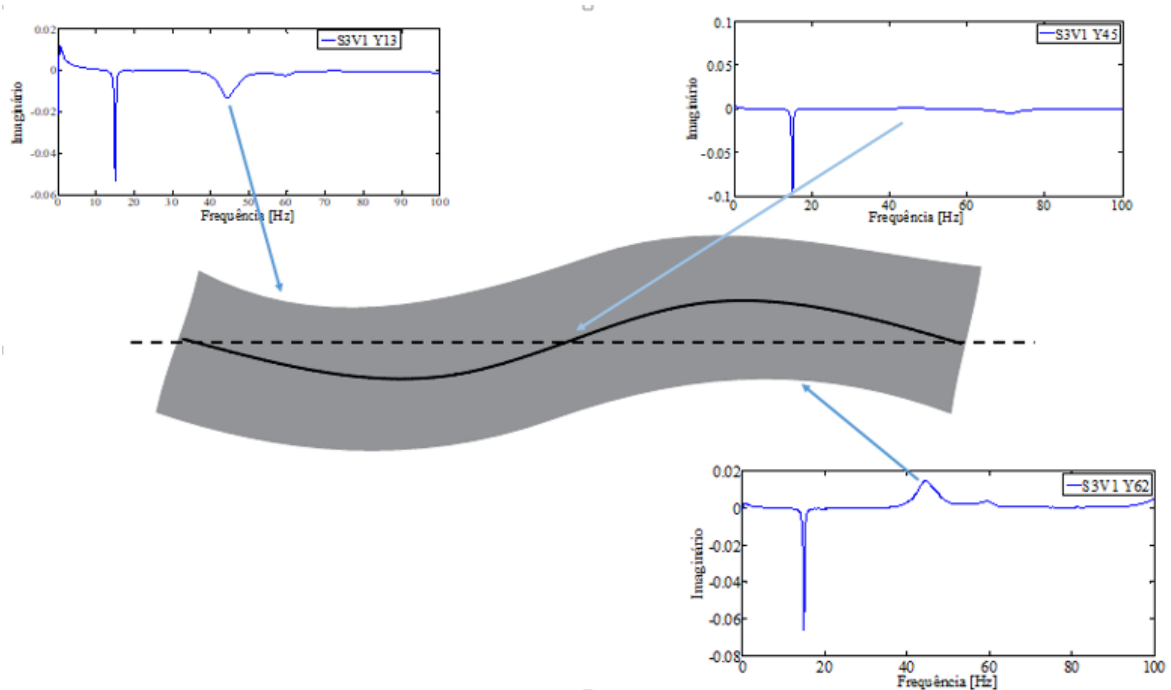 0.02
0
-0.02
-0.04
-0.06
Imaginário
S3V1 Y13
0 10 20 30 40 50 60 70 80 90 100
Frequência [Hz]
0.1
0.05
0
-0.05
-0.1
Imaginário
S3V1 Y45
0 20 40 60 80 100
Frequência [Hz]
0.02
0
-0.02
-0.04
-0.06
-0.08
Imaginário
S3V1 Y62
0 20 40 60 80 100
Frequência [Hz]